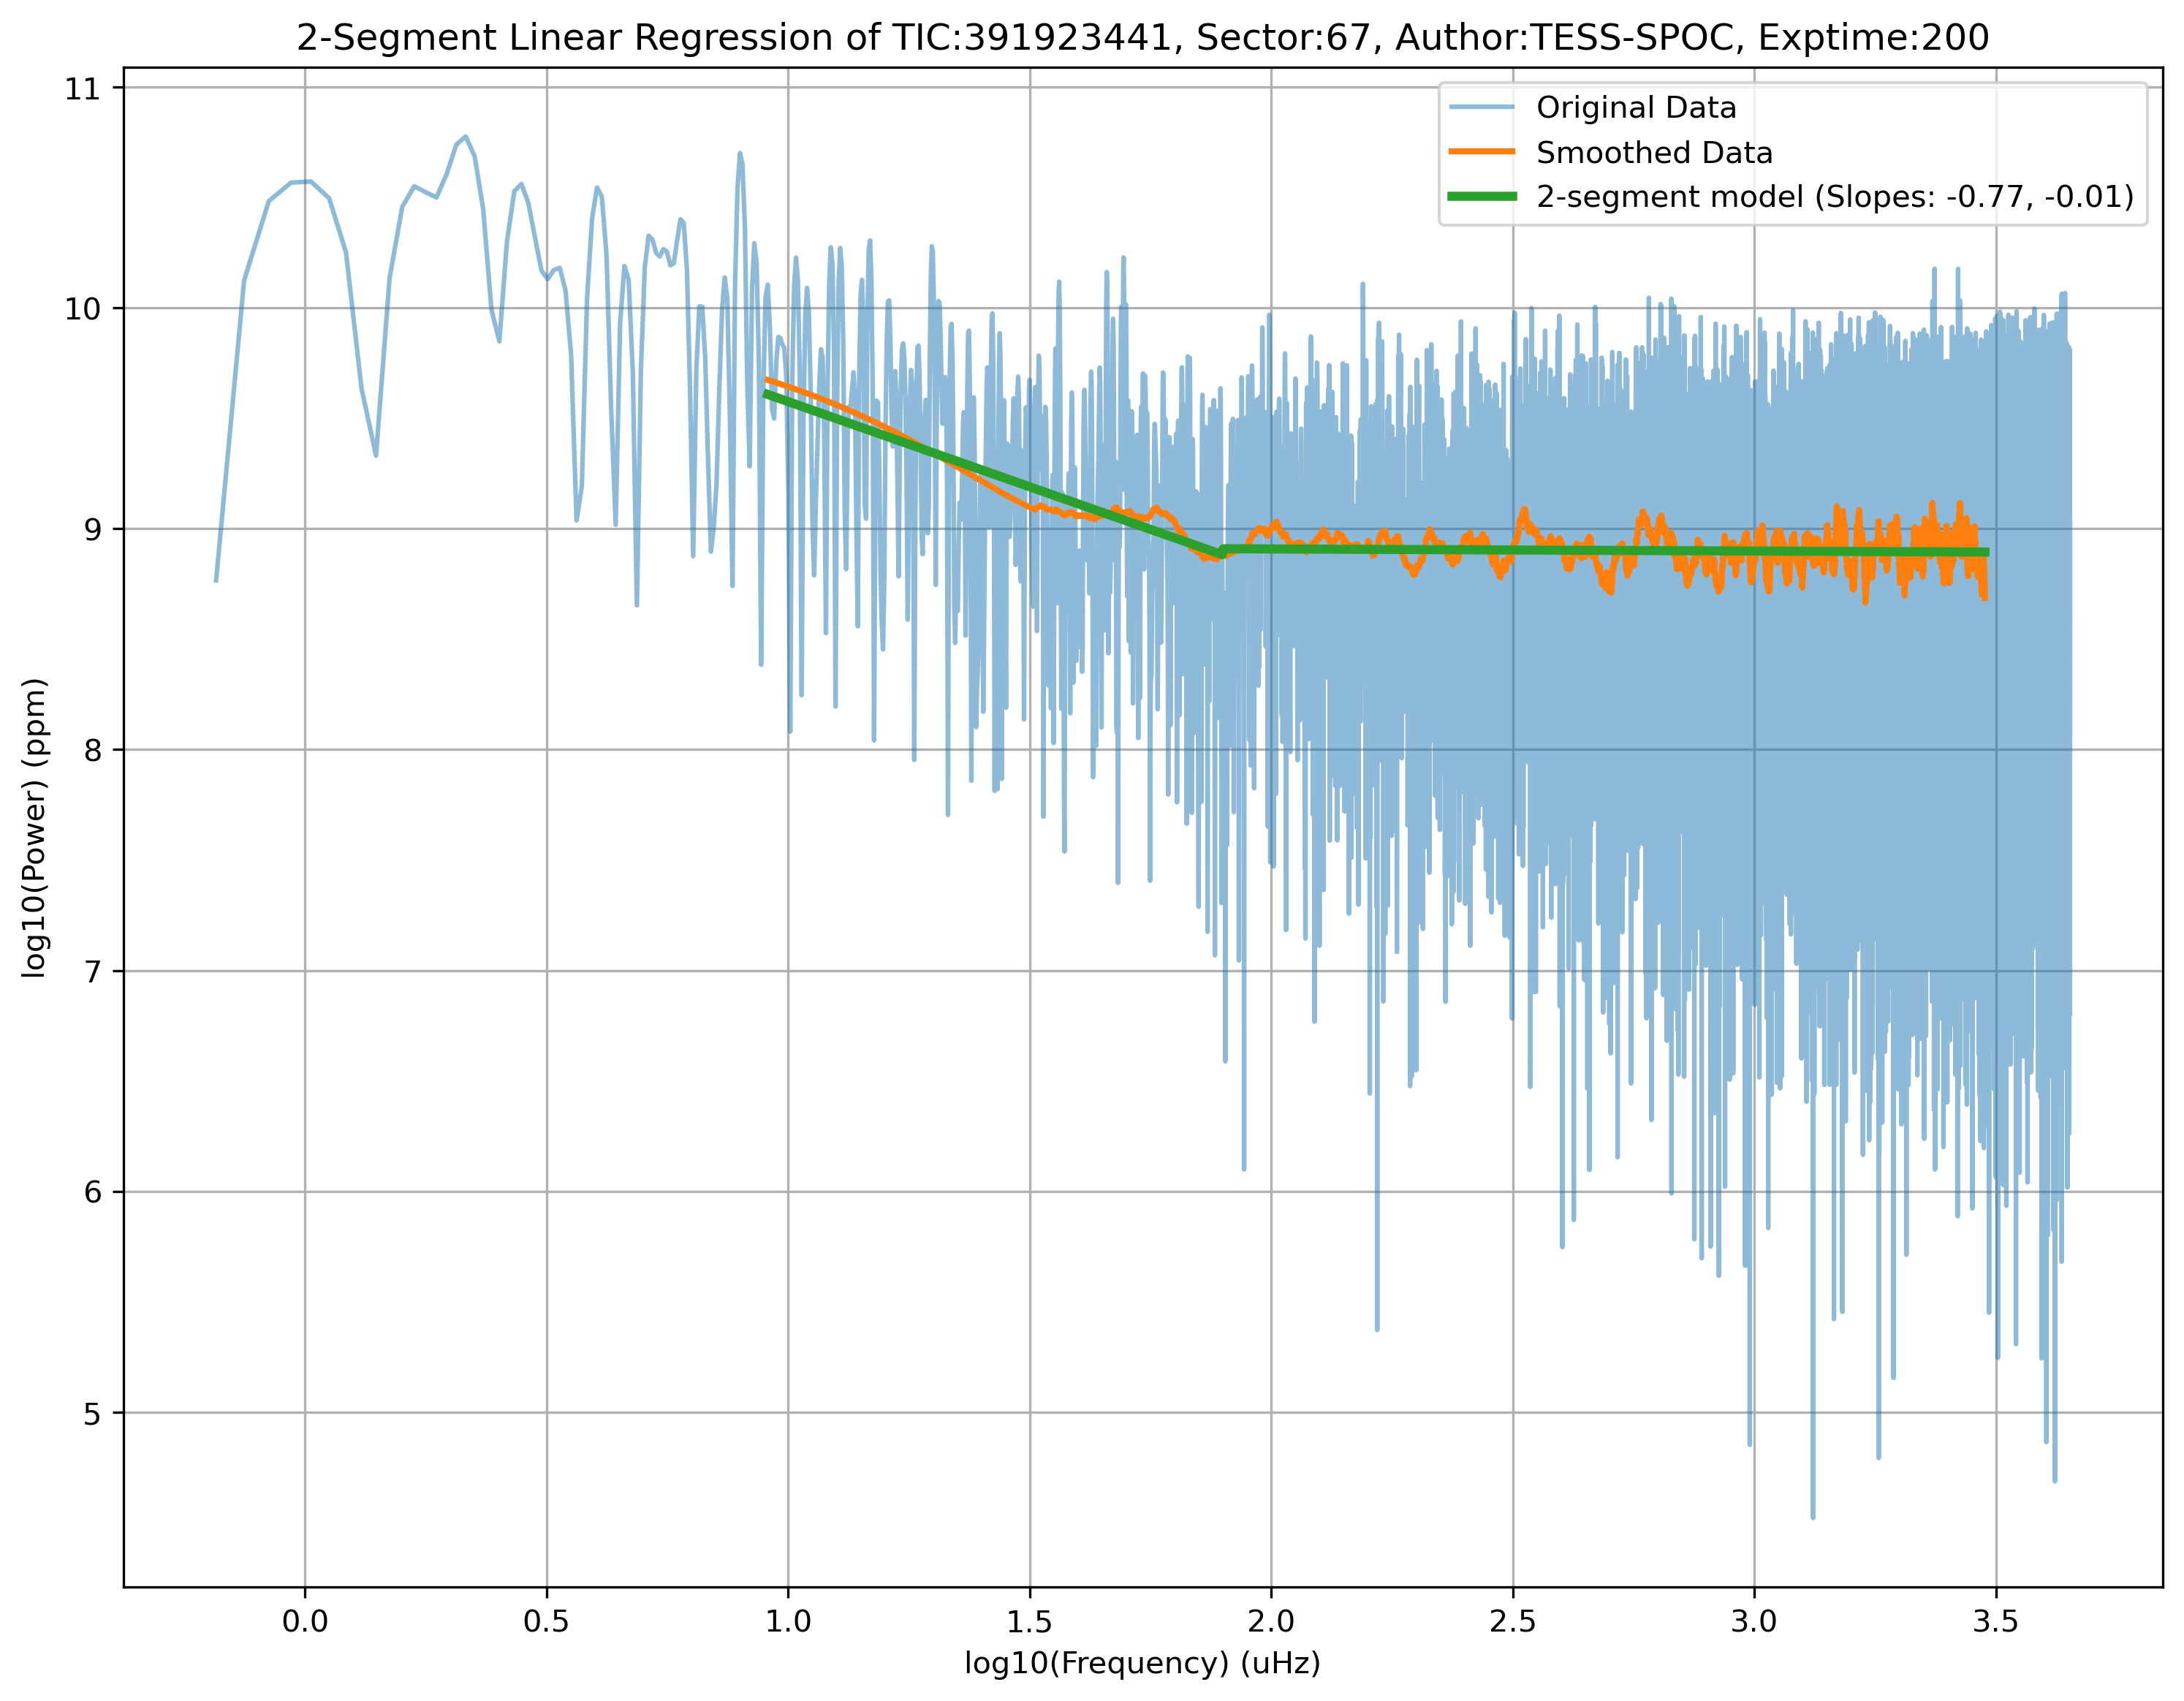 2-Segment Linear Regression of TIC:391923441, Sector:67, Author:TESS-SPOC, Exptime:200
Original Data
Smoothed Data
2-segment model (Slopes: -0.77, -0.01)
11
10
9
8
7
6
5
log10(Power) (ppm)
0.0 0.5 1.0 1.5 2.0 2.5 3.0 3.5
log10(Frequency) (uHz)